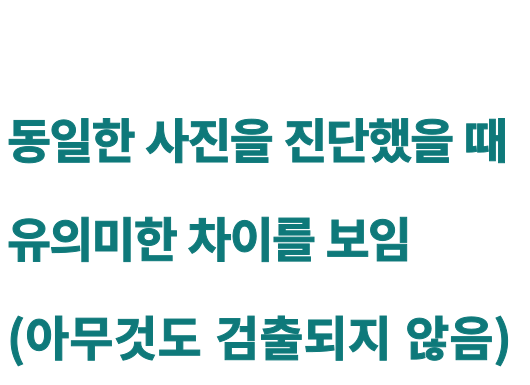 동일한 사진을 진단했을 때
유의미한 차이를 보임
(아무것도 검출되지 않음)